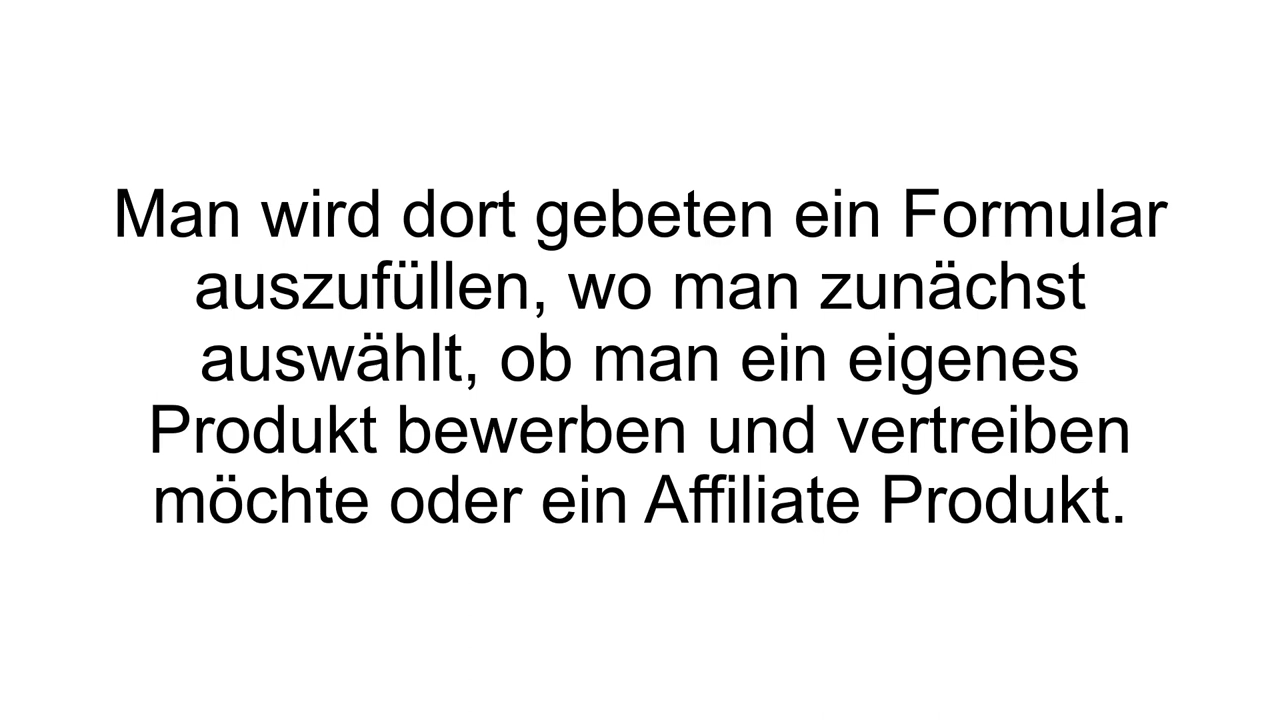 Man wird dort gebeten ein Formular
auszufüllen, wo man zunächst
auswählt, ob man ein eigenes
Produkt bewerben und vertreiben
möchte oder ein Affiliate Produkt.